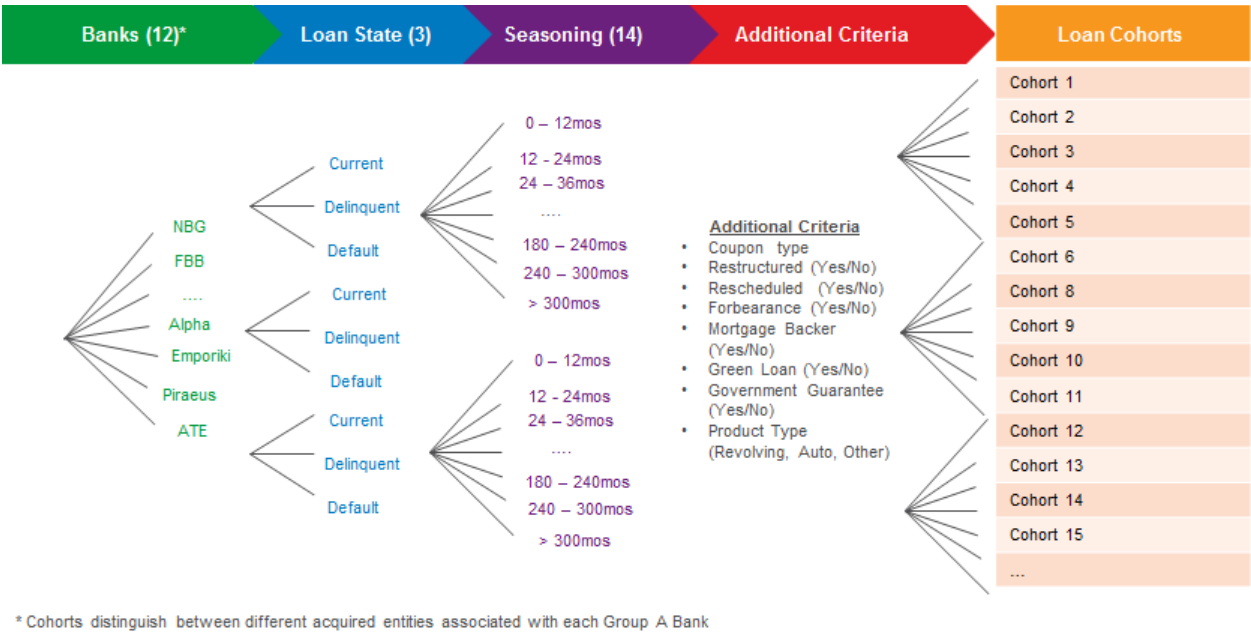 Banks (12)*
Loan State (3)
Seasoning (14)
Additional Criteria
Loan Cohorts
NBG
FBB
....
Alpha
Emporiki
Piraeus
ATE
Current
Delinquent
Default
Current
Delinquent
Default
Current
Delinquent
Default
0 – 12mos
12 - 24mos
24 – 36mos
....
180 – 240mos
240 – 300mos
> 300mos
0 – 12mos
12 - 24mos
24 – 36mos
....
180 – 240mos
240 – 300mos
> 300mos
Additional Criteria
• Coupon type
• Restructured (Yes/No)
• Rescheduled (Yes/No)
• Forbearance (Yes/No)
• Mortgage Backer
(Yes/No)
• Green Loan (Yes/No)
• Government Guarantee
(Yes/No)
• Product Type
(Revolving, Auto, Other)
Cohort 1
Cohort 2
Cohort 3
Cohort 4
Cohort 5
Cohort 6
Cohort 8
Cohort 9
Cohort 10
Cohort 11
Cohort 12
Cohort 13
Cohort 14
Cohort 15
...
* Cohorts distinguish between different acquired entities associated with each Group A Bank